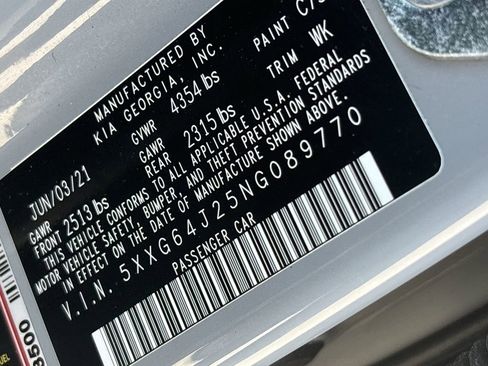 MANUFACTURED BY
KIA GEORGIA, INC.
JUN/03/21 GVWR 4354 lbs PAINT
GAWR GAWR TRIM WK
FRONT 2513 lbs REAR 2315 lbs
THIS VEHICLE CONFORMS TO ALL APPLICABLE U.S.A. FEDERAL
MOTOR VEHICLE SAFETY, BUMPER, AND THEFT PREVENTION STANDARDS
IN EFFECT ON THE DATE OF MANUFACTURE SHOWN ABOVE.
V.I.N. 5XXG64J25NG089770
PASSENGER CAR